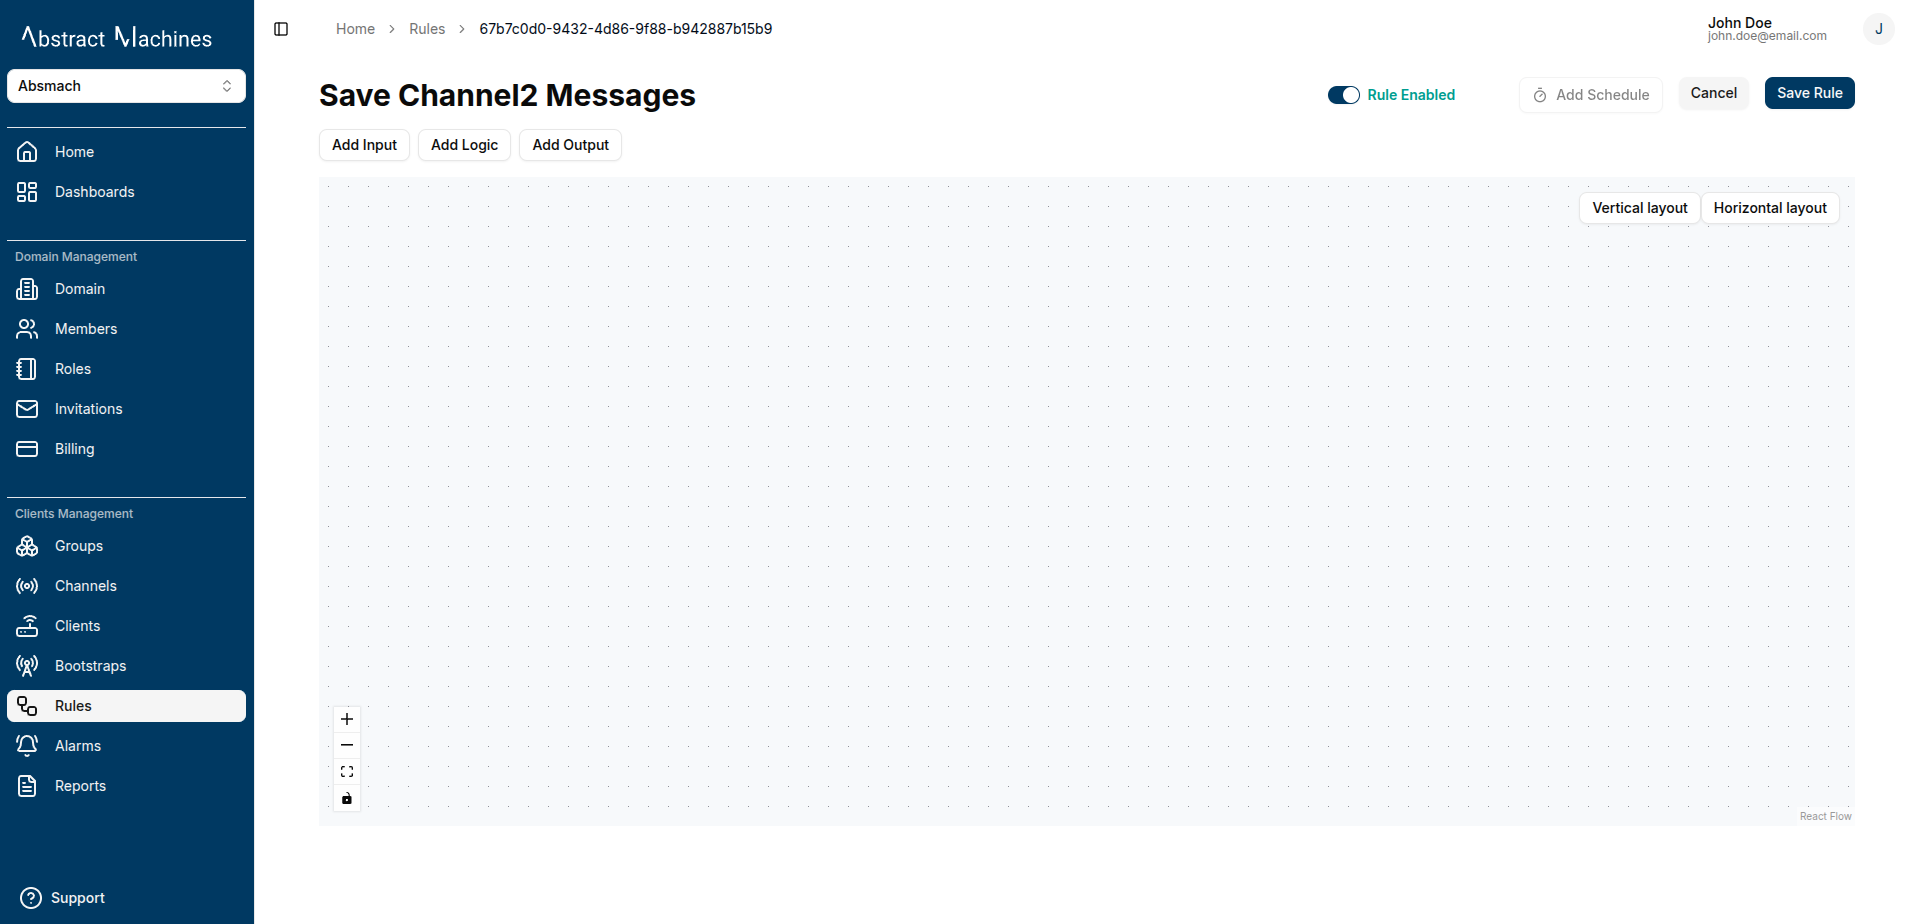 Abstract Machines
Absmach
Home
Dashboards
Domain Management
Domain
Members
Roles
Invitations
Billing
Clients Management
Groups
Channels
Clients
Bootstraps
Rules
Alarms
Reports
Support
Home > Rules > 67b7c0d0-9432-4d86-9f88-b942887b15b9
John Doe
john.doe@email.com
J
Save Channel2 Messages
Rule Enabled
Add Schedule
Cancel
Save Rule
Add Input
Add Logic
Add Output
Vertical layout
Horizontal layout
React Flow